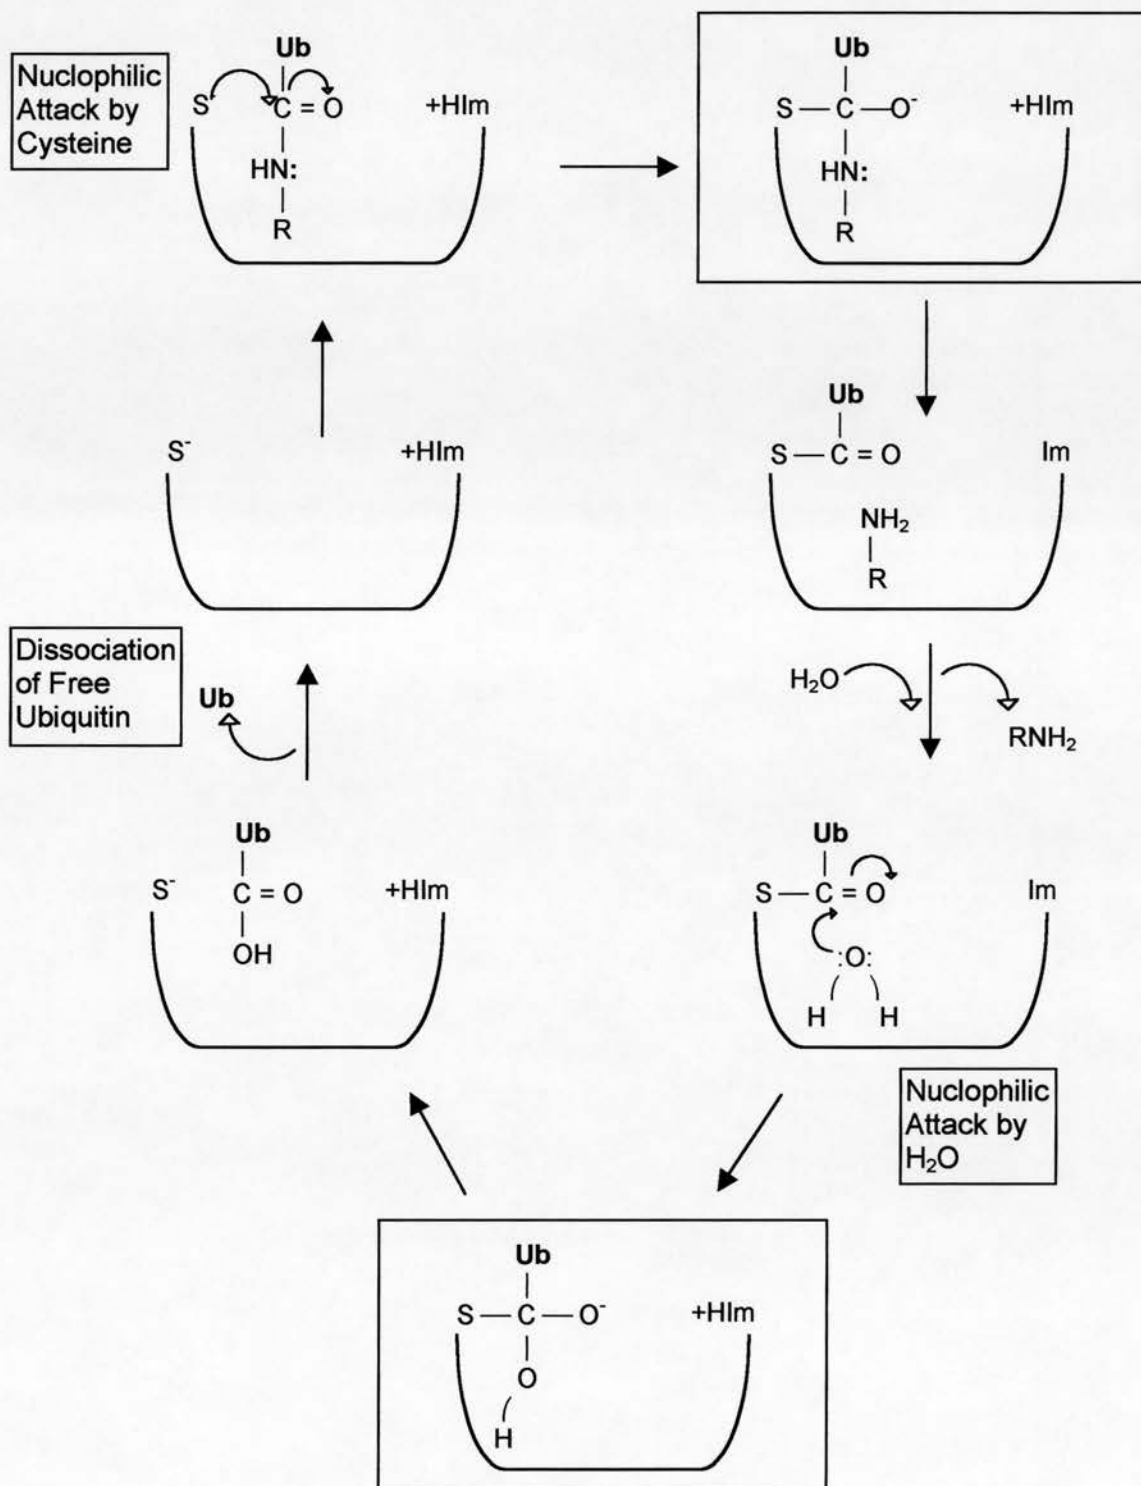 Nuclophilic
Attack by
Cysteine
Ub
S C = O +HIm
HN:
R
Ub
S — C — O⁻ +HIm
HN:
R
Ub
S — C = O Im
NH₂
R
H₂O
RNH₂
Ub
S — C = O Im
:O:
H H
Nuclophilic
Attack by
H₂O
Ub
S — C — O⁻ +HIm
O
H
Ub
S⁻ C = O +HIm
OH
Dissociation
of Free
Ubiquitin
Ub
S⁻ +HIm